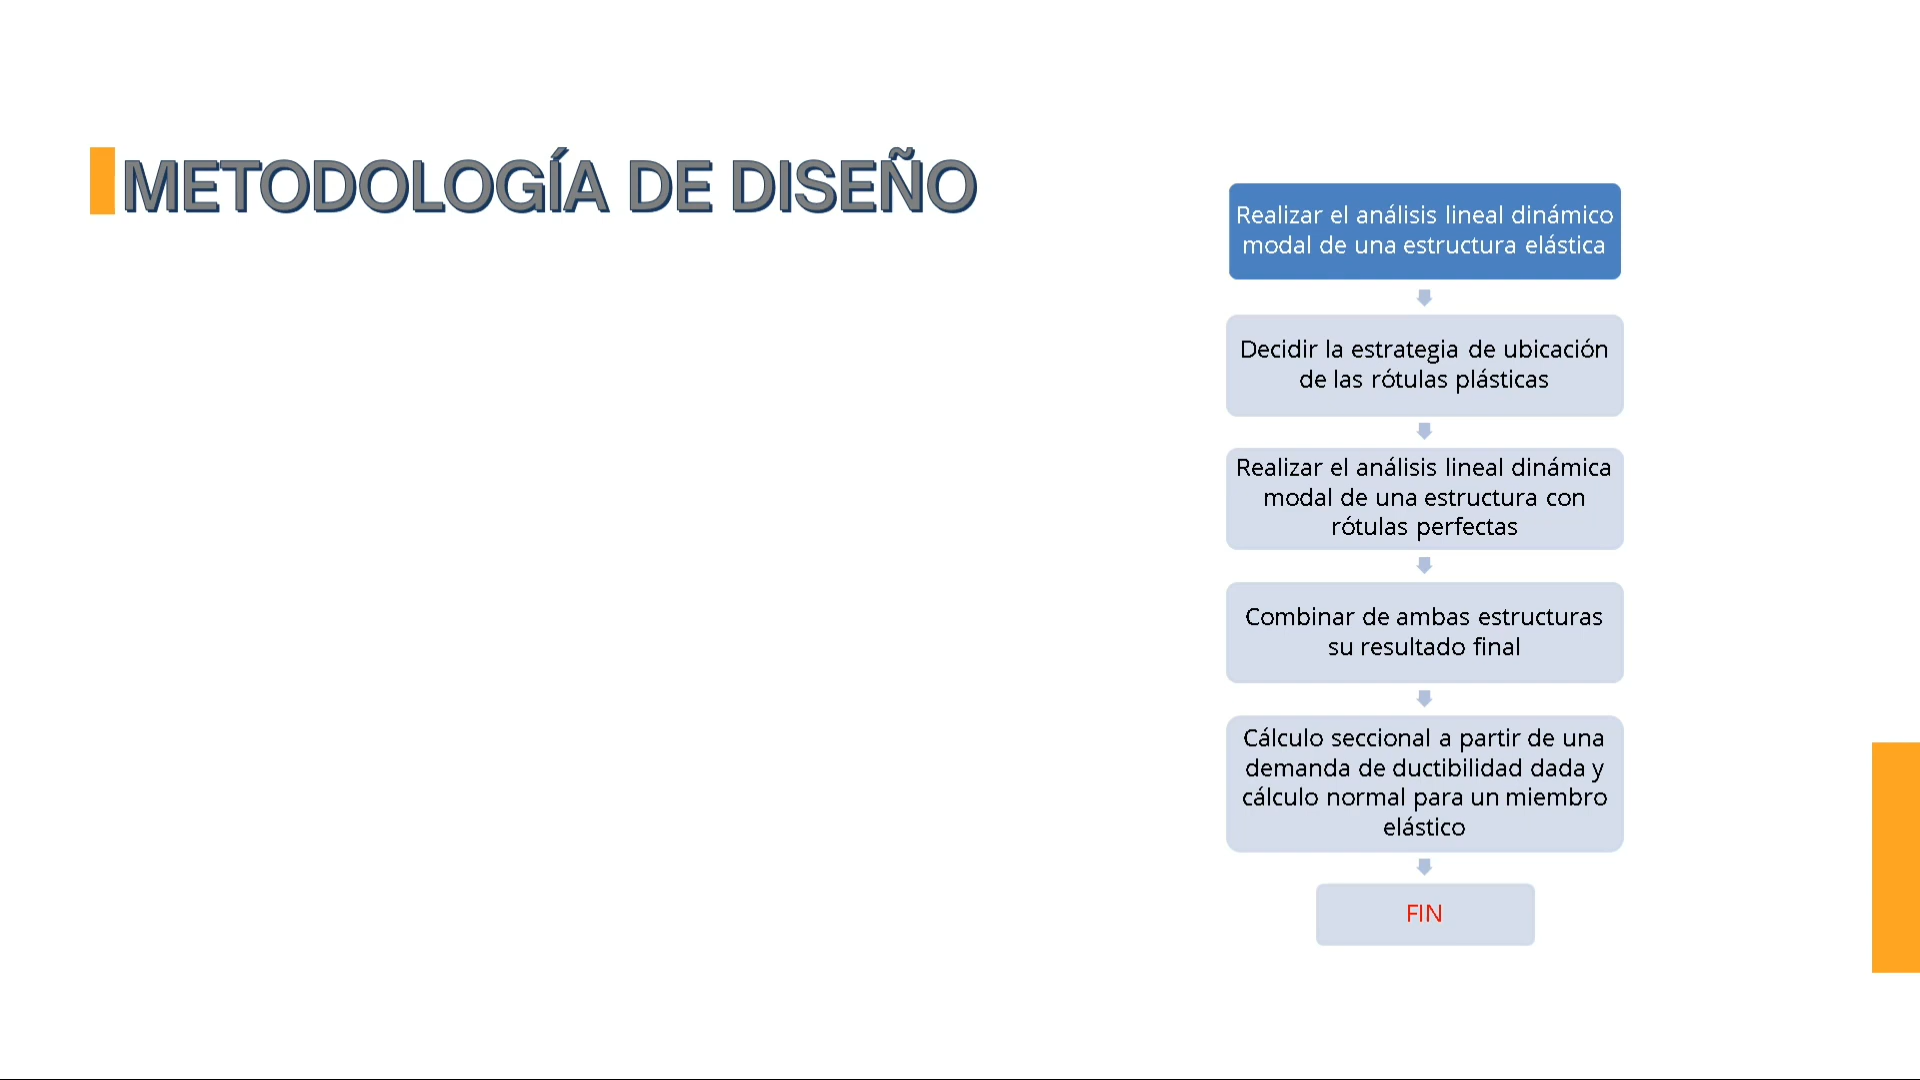 METODOLOGÍA DE DISEÑO
Realizar el análisis lineal dinámico
modal de una estructura elástica
Decidir la estrategia de ubicación
de las rótulas plásticas
Realizar el análisis lineal dinámica
modal de una estructura con
rótulas perfectas
Combinar de ambas estructuras
su resultado final
Cálculo seccional a partir de una
demanda de ductibilidad dada y
cálculo normal para un miembro
elástico
FIN